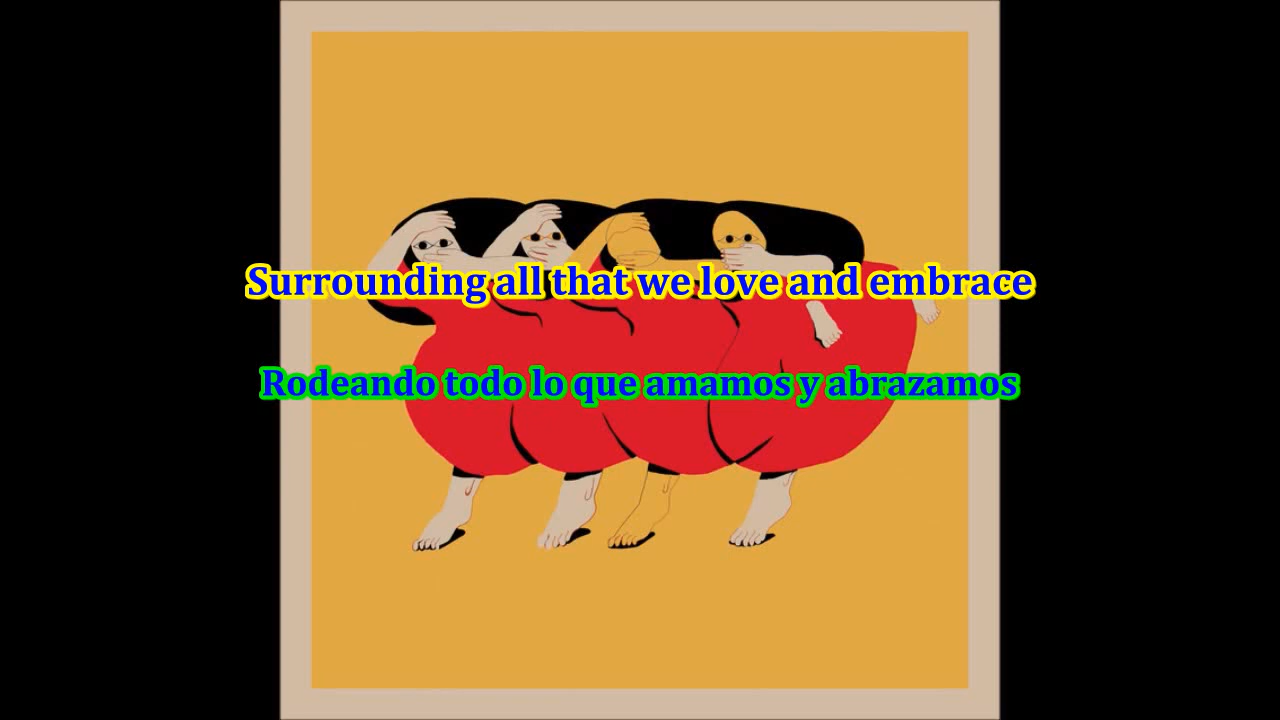 Surrounding all that we love and embrace
Rodeando todo lo que amamos y abrazamos